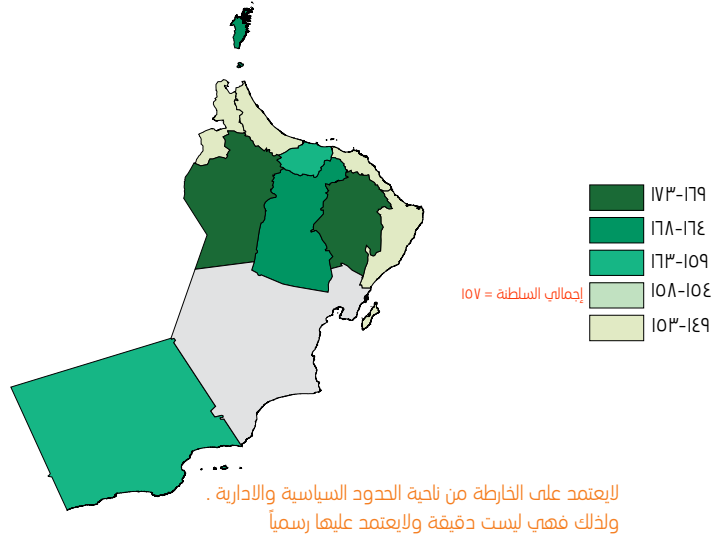 ١٦٩-١٧٣
١٦٤-١٦٨
١٥٩-١٦٣
١٥٤-١٥٨
إجمالي السلطنة = ١٥٧
١٤٩-١٥٣
لايعتمد على الخارطة من ناحية الحدود السياسية والادارية .
ولذلك فهي ليست دقيقة ولايعتمد عليها رسمياً